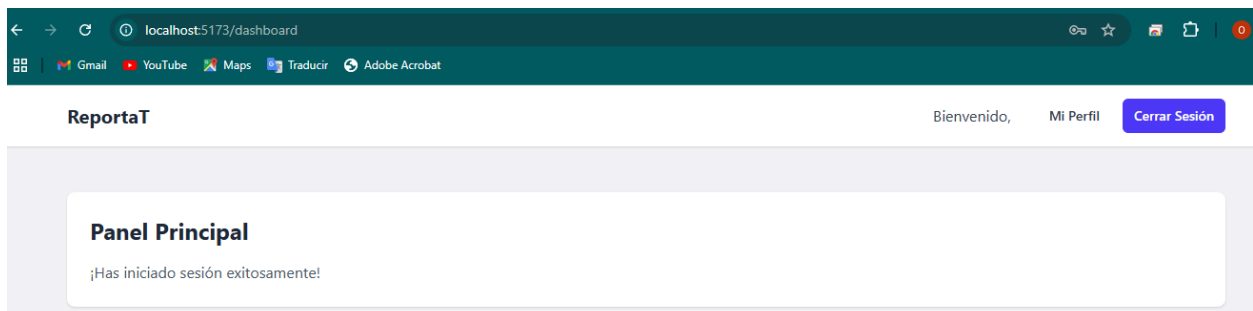 localhost:5173/dashboard
Gmail YouTube Maps Traducir Adobe Acrobat
ReportaT Bienvenido, Mi Perfil Cerrar Sesión
Panel Principal
¡Has iniciado sesión exitosamente!